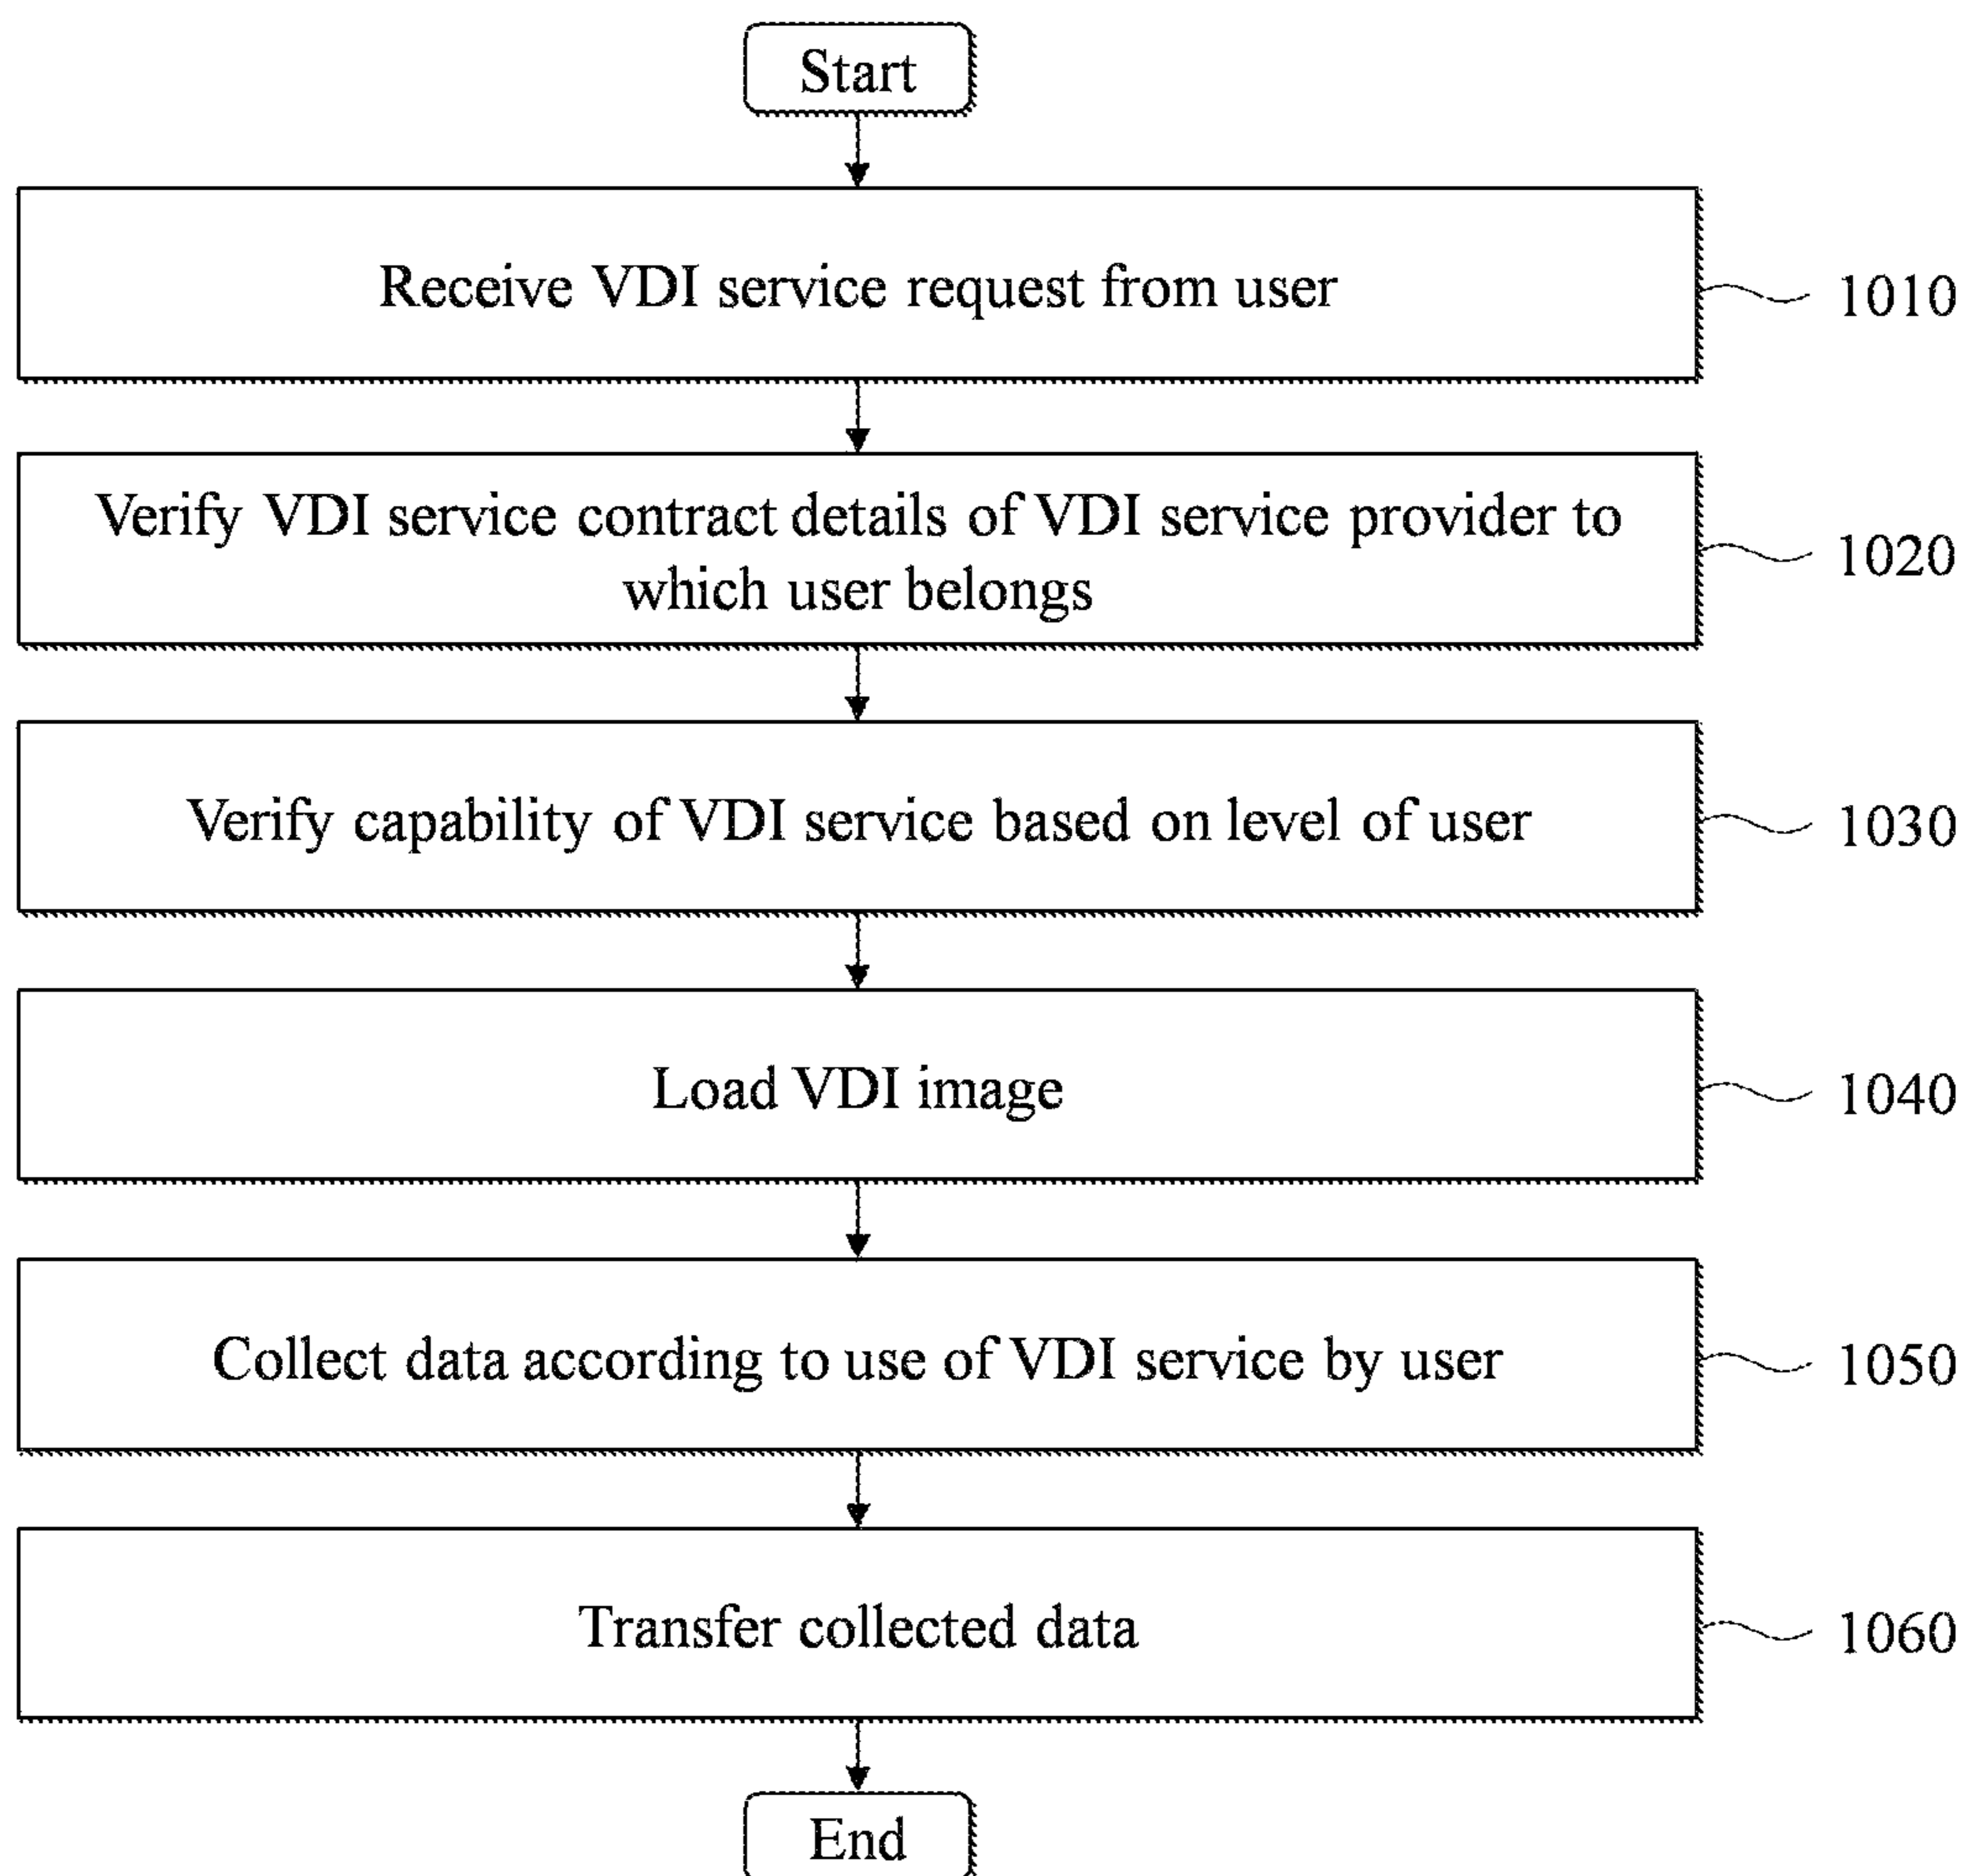 Start
Receive VDI service request from user
1010
Verify VDI service contract details of VDI service provider to
which user belongs
1020
Verify capability of VDI service based on level of user
1030
Load VDI image
1040
Collect data according to use of VDI service by user
1050
Transfer collected data
1060
End